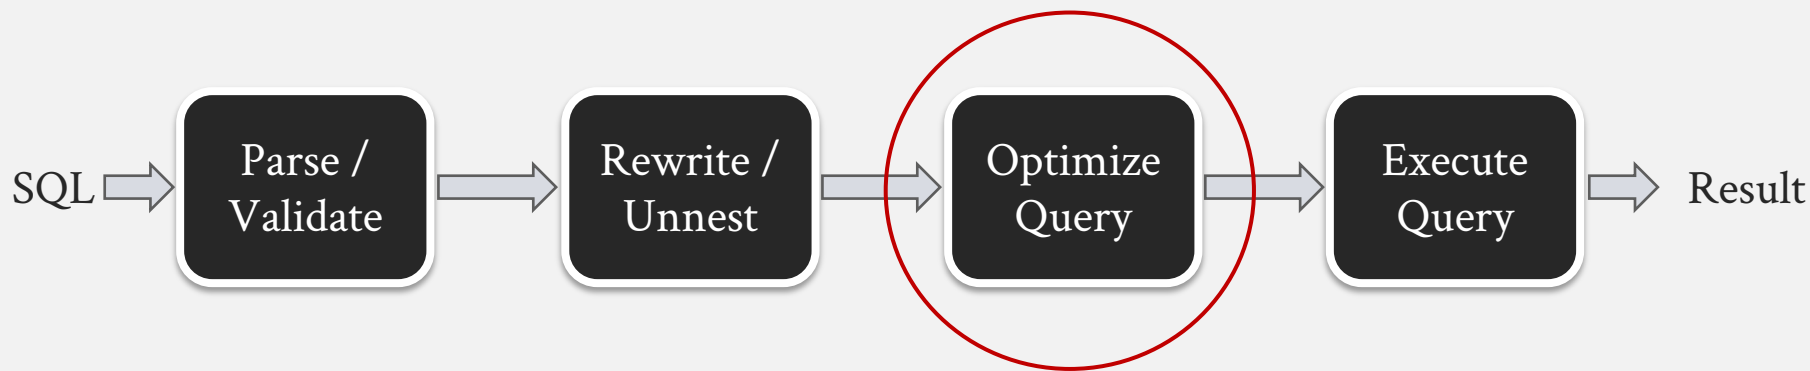 SQL
Parse /
Validate
Rewrite /
Unnest
Optimize
Query
Execute
Query
Result